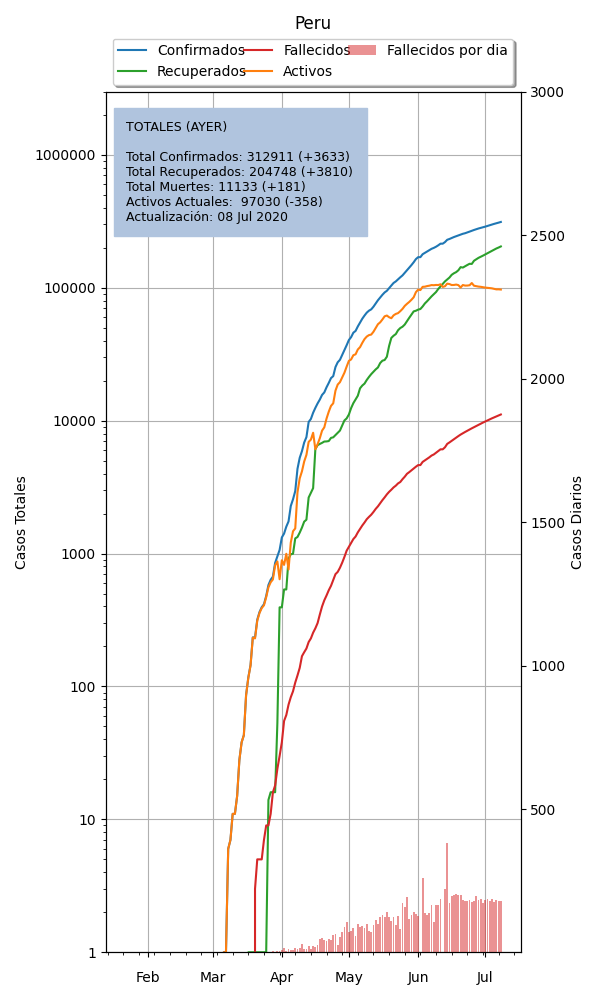 Peru
Confirmados
Fallecidos
Fallecidos por dia
Recuperados
Activos
TOTALES (AYER)
Total Confirmados: 312911 (+3633)
Total Recuperados: 204748 (+3810)
Total Muertes: 11133 (+181)
Activos Actuales:  97030 (-358)
Actualización: 08 Jul 2020
Casos Totales
1000000
100000
10000
1000
100
10
1
3000
2500
2000
1500
1000
500
Casos Diarios
Feb
Mar
Apr
May
Jun
Jul